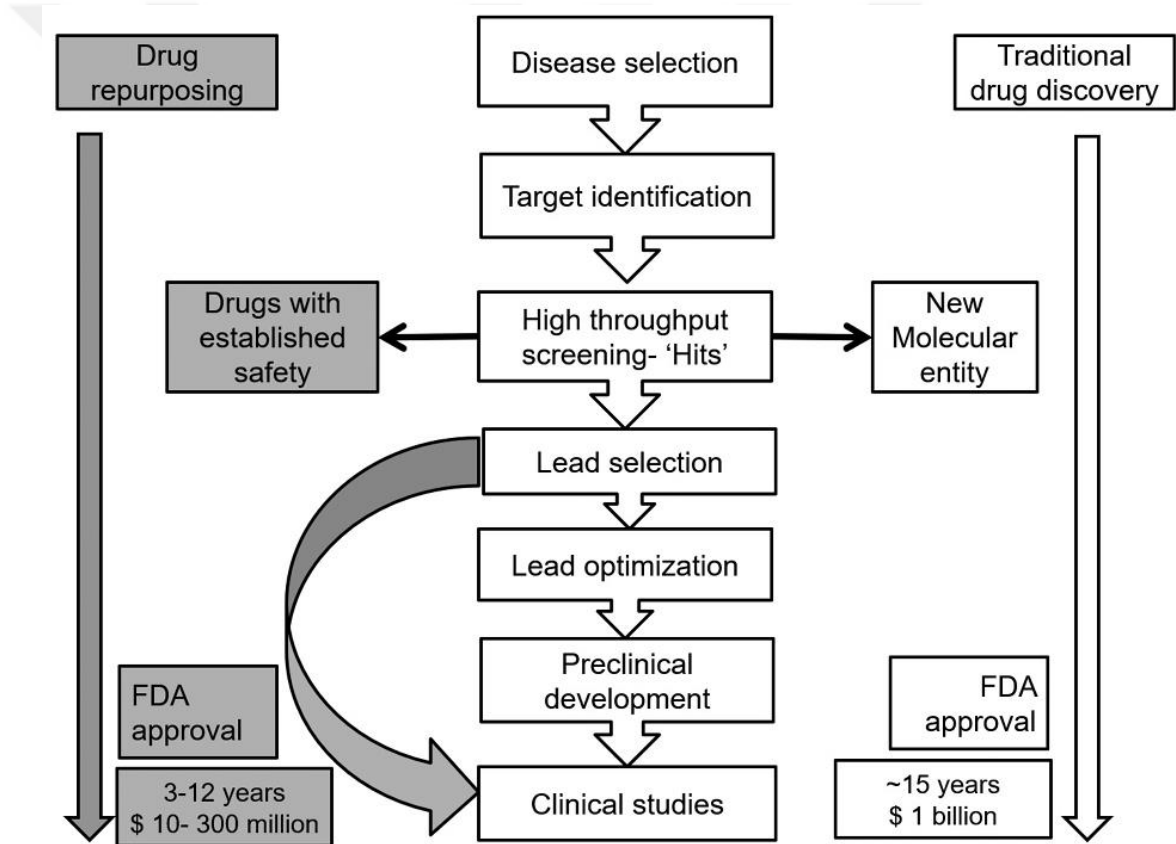 Drug
repurposing
Disease selection
Traditional
drug discovery
Target identification
Drugs with
established
safety
High throughput
screening- ‘Hits’
New
Molecular
entity
Lead selection
Lead optimization
Preclinical
development
FDA
approval
FDA
approval
3-12 years
$ 10- 300 million
Clinical studies
~15 years
$ 1 billion